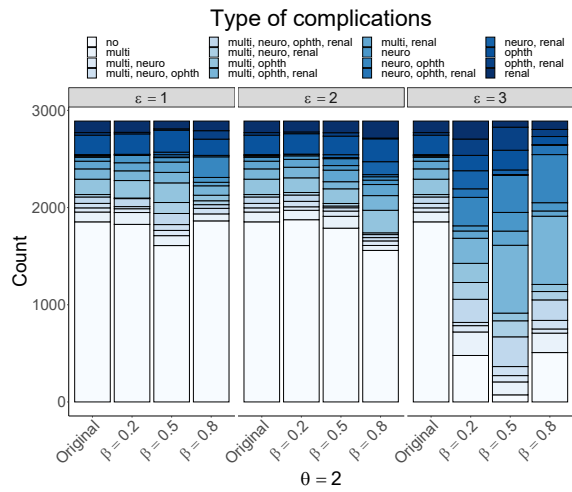 Type of complications
no
multi
multi, neuro
multi, neuro, ophth
multi, neuro, ophth, renal
multi, neuro, renal
multi, ophth
multi, ophth, renal
multi, renal
neuro
neuro, ophth
neuro, ophth, renal
neuro, renal
ophth
ophth, renal
renal
ε = 1
ε = 2
ε = 3
3000
2000
1000
0
Count
Original
β = 0.2
β = 0.5
β = 0.8
Original
β = 0.2
β = 0.5
β = 0.8
Original
β = 0.2
β = 0.5
β = 0.8
θ = 2